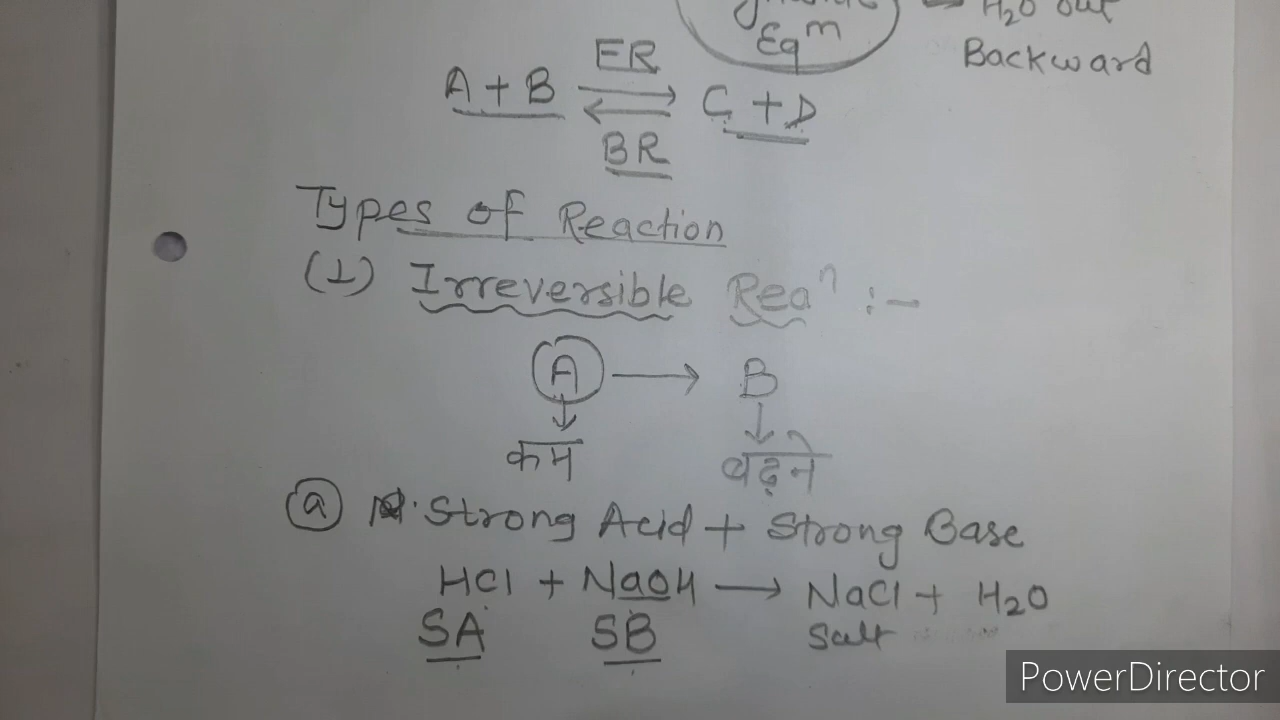 H₂O out
Eqᵐ
Backward
FR
A + B ⇌ C + D
BR
Types of Reaction
(1) Irreversible Reaⁿ :-
A → B
↓ ↓
कम बढ़ने
(a) Strong Acid + Strong Base
HCl + NaOH → NaCl + H₂O
SA SB Salt
PowerDirector